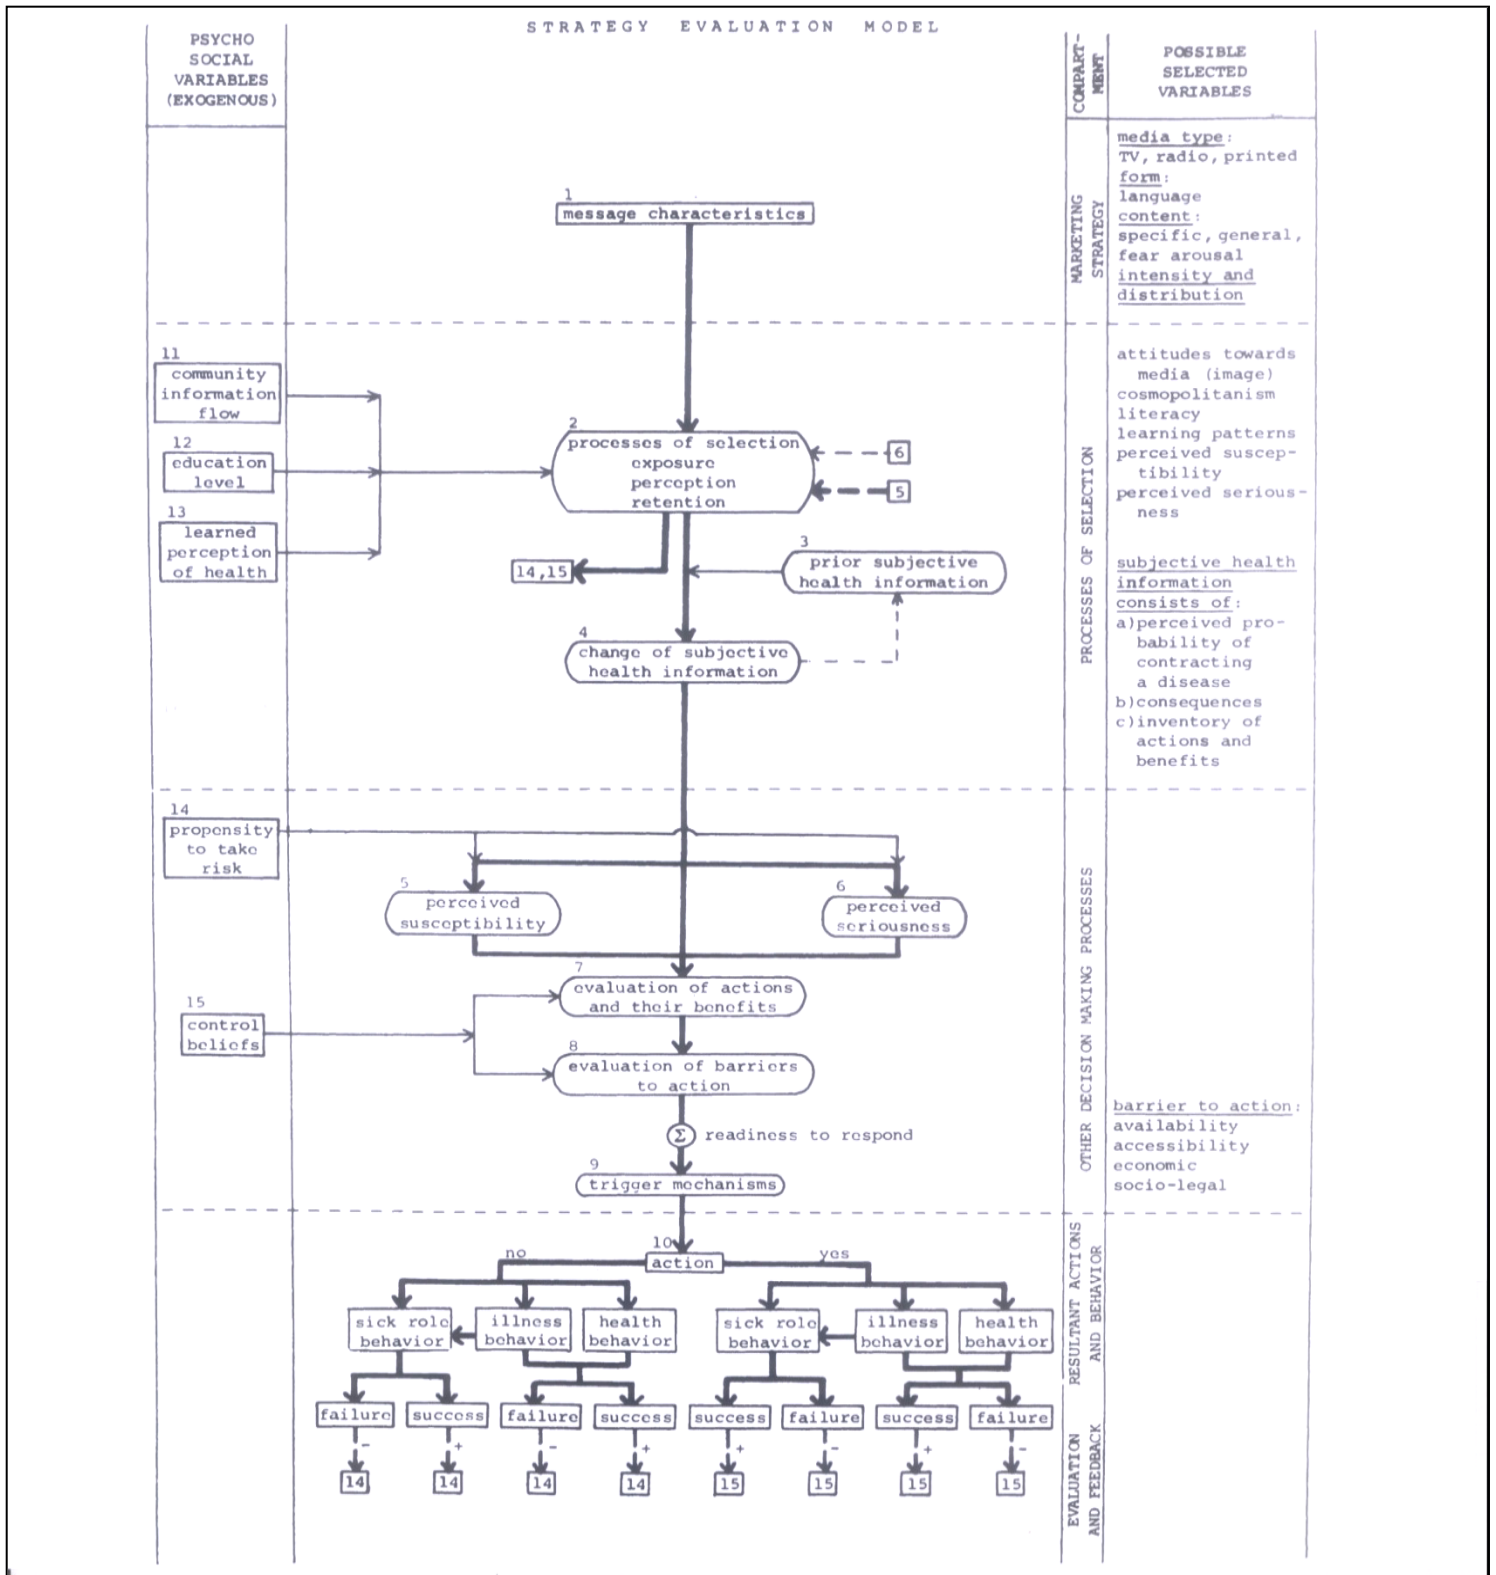 STRATEGY EVALUATION MODEL
PSYCHO
SOCIAL
VARIABLES
(EXOGENOUS)
COMPART-
MENT
POSSIBLE
SELECTED
VARIABLES
MARKETING
STRATEGY
media type:
TV, radio, printed
form:
language
content:
specific, general,
fear arousal
intensity and
distribution
1
message characteristics
11
community
information
flow
12
education
level
13
learned
perception
of health
2
processes of selection
exposure
perception
retention
6
5
14,15
3
prior subjective
health information
4
change of subjective
health information
PROCESSES OF SELECTION
attitudes towards
media (image)
cosmopolitanism
literacy
learning patterns
perceived suscep-
tibility
perceived serious-
ness
subjective health
information
consists of:
a)perceived pro-
bability of
contracting
a disease
b)consequences
c)inventory of
actions and
benefits
14
propensity
to take
risk
5
perceived
susceptibility
6
perceived
seriousness
7
evaluation of actions
and their benefits
15
control
beliefs
8
evaluation of barriers
to action
Σ readiness to respond
9
trigger mechanisms
OTHER DECISION MAKING PROCESSES
barrier to action:
availability
accessibility
economic
socio-legal
10
no
action
yes
sick role
behavior
illness
behavior
health
behavior
sick role
behavior
illness
behavior
health
behavior
RESULTANT ACTIONS
AND BEHAVIOR
failure success failure success success failure success failure
- + - + + - + -
14 14 14 14 15 15 15 15
EVALUATION
AND FEEDBACK